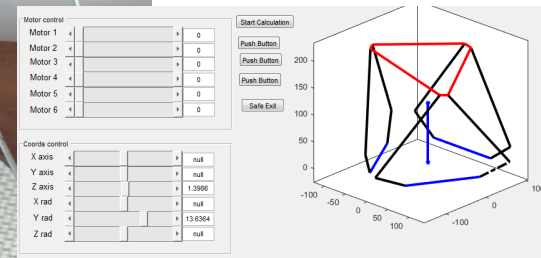 Motor control
Motor 1 0
Motor 2 0
Motor 3 0
Motor 4 0
Motor 5 0
Motor 6 0
Start Calculation
Push Button
Push Button
Push Button
Safe Exit
Coords control
X axis null
Y axis null
Z axis 1.3986
X rad null
Y rad 13.6364
Z rad null
200
150
100
50
0
-100
-50
0
50
100
-100
0
100